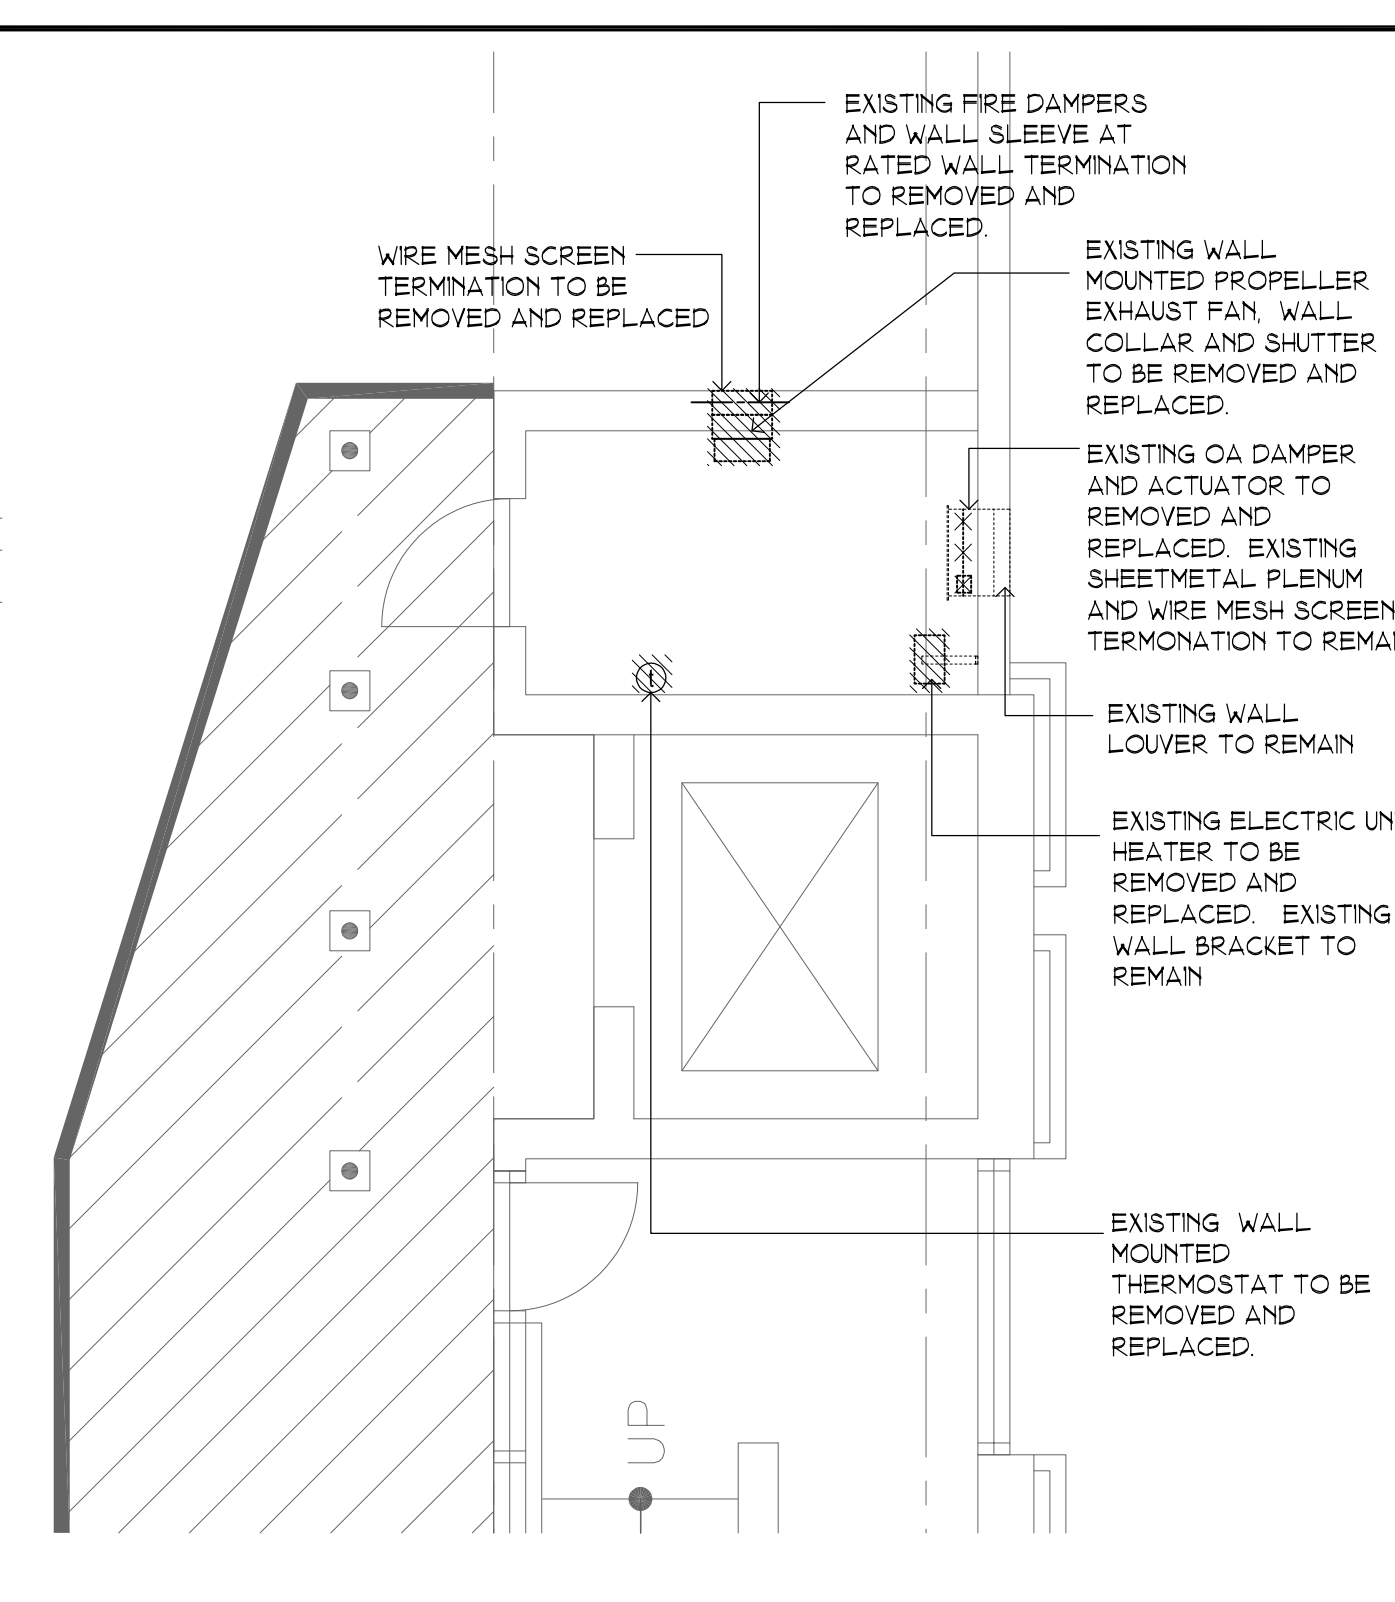 EXISTING FIRE DAMPERS
AND WALL SLEEVE AT
RATED WALL TERMINATION
TO REMOVED AND
REPLACED.
WIRE MESH SCREEN
TERMINATION TO BE
REMOVED AND REPLACED
EXISTING WALL
MOUNTED PROPELLER
EXHAUST FAN, WALL
COLLAR AND SHUTTER
TO BE REMOVED AND
REPLACED.
EXISTING OA DAMPER
AND ACTUATOR TO
REMOVED AND
REPLACED. EXISTING
SHEETMETAL PLENUM
AND WIRE MESH SCREEN
TERMONATION TO
t
EXISTING WALL
LOUVER TO REMAIN
EXISTING ELECTRIC
HEATER TO BE
REMOVED AND
REPLACED. EXISTING
WALL BRACKET TO
REMAIN
EXISTING WALL
MOUNTED
THERMOSTAT TO BE
REMOVED AND
REPLACED.
UP